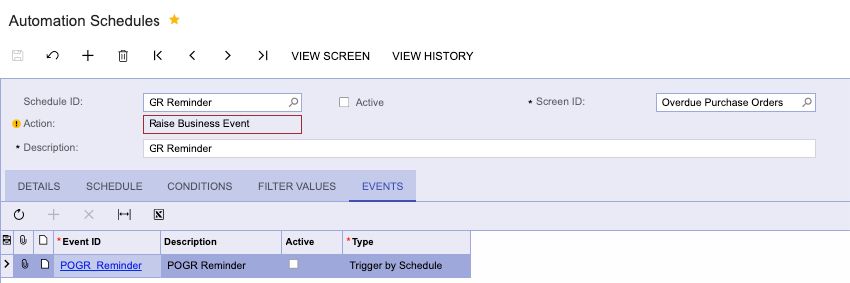 Automation Schedules
VIEW SCREEN VIEW HISTORY
Schedule ID: GR Reminder Active * Screen ID: Overdue Purchase Orders
Action: Raise Business Event
* Description: GR Reminder
DETAILS SCHEDULE CONDITIONS FILTER VALUES EVENTS
* Event ID Description Active * Type
POGR_Reminder POGR Reminder Trigger by Schedule